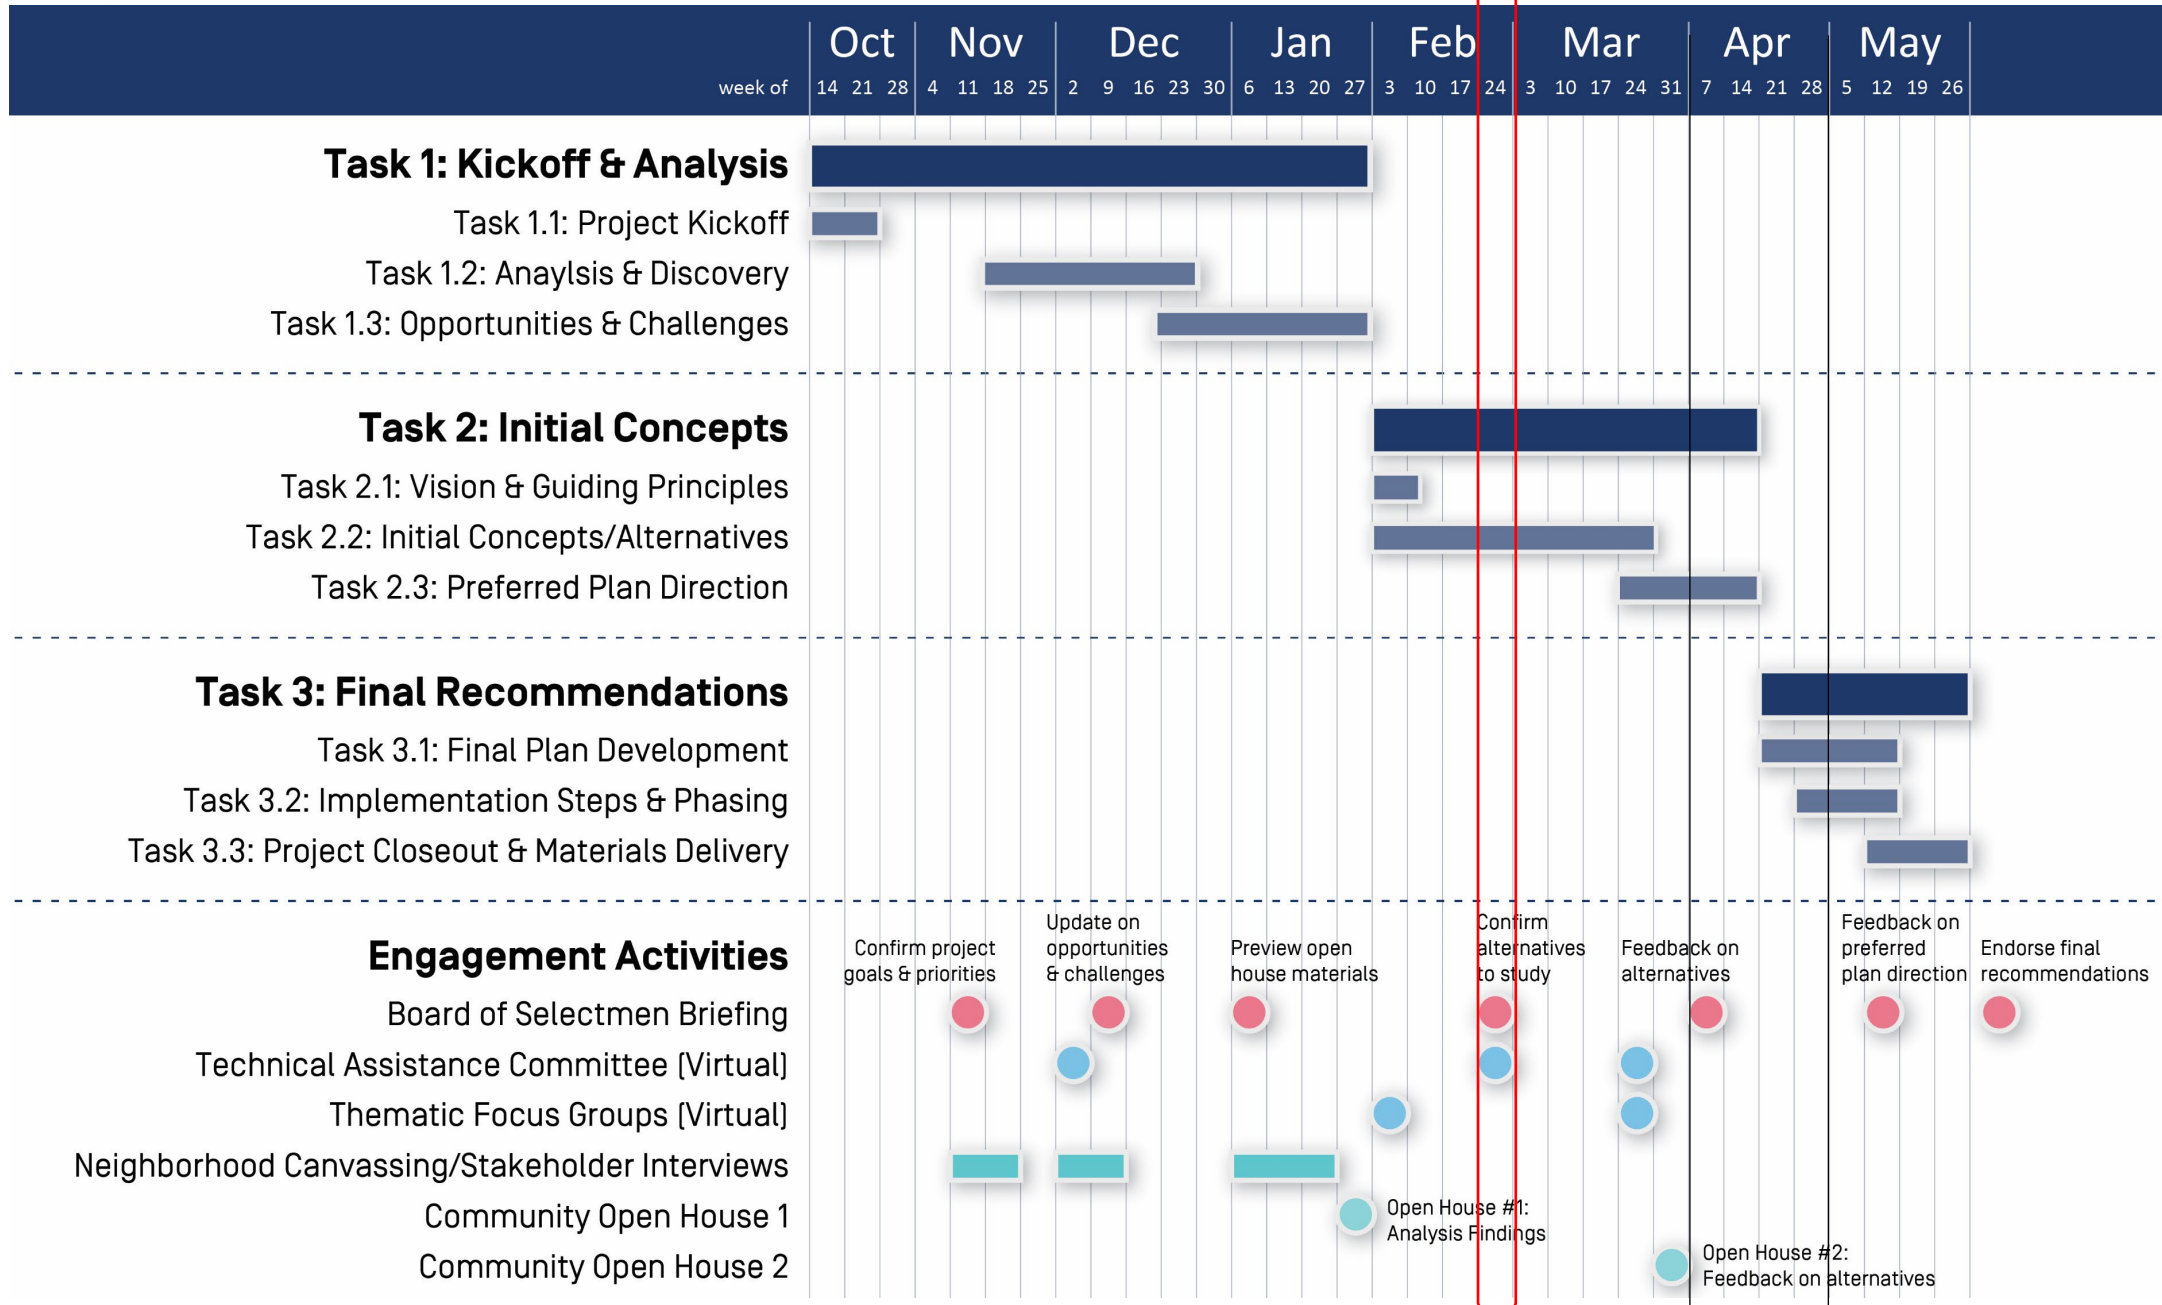 Oct Nov Dec Jan Feb Mar Apr May
week of 14 21 28 4 11 18 25 2 9 16 23 30 6 13 20 27 3 10 17 24 3 10 17 24 31 7 14 21 28 5 12 19 26
Task 1: Kickoff & Analysis
Task 1.1: Project Kickoff
Task 1.2: Anaylsis & Discovery
Task 1.3: Opportunities & Challenges
Task 2: Initial Concepts
Task 2.1: Vision & Guiding Principles
Task 2.2: Initial Concepts/Alternatives
Task 2.3: Preferred Plan Direction
Task 3: Final Recommendations
Task 3.1: Final Plan Development
Task 3.2: Implementation Steps & Phasing
Task 3.3: Project Closeout & Materials Delivery
Engagement Activities
Confirm project
goals & priorities
Update on
opportunities
& challenges
Preview open
house materials
Confirm
alternatives
to study
Feedback on
alternatives
Feedback on
preferred
plan direction
Endorse final
recommendations
Board of Selectmen Briefing
Technical Assistance Committee (Virtual)
Thematic Focus Groups (Virtual)
Neighborhood Canvassing/Stakeholder Interviews
Community Open House 1
Open House #1:
Analysis Findings
Community Open House 2
Open House #2:
Feedback on alternatives